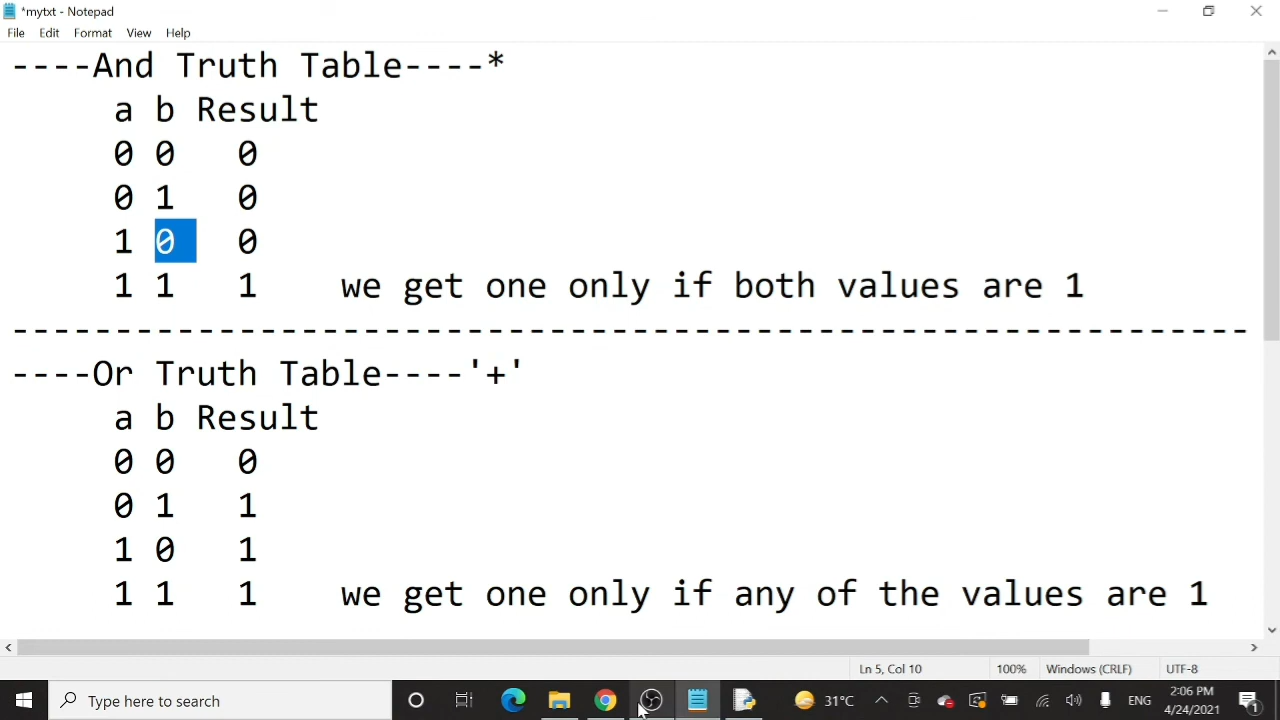 *mytxt - Notepad
File Edit Format View Help
----And Truth Table----*
a b Result
0 0 0
0 1 0
1 0 0
1 1 1 we get one only if both values are 1
------------------------------------------------------------
----Or Truth Table----'+'
a b Result
0 0 0
0 1 1
1 0 1
1 1 1 we get one only if any of the values are 1
Ln 5, Col 10 100% Windows (CRLF) UTF-8
Type here to search 31°C ENG 2:06 PM
4/24/2021 1